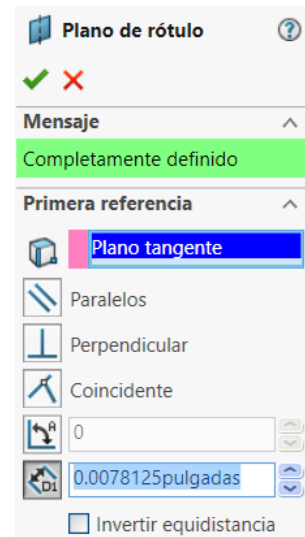 Plano de rótulo
Mensaje
Completamente definido
Primera referencia
Plano tangente
Paralelos
Perpendicular
Coincidente
0
0.0078125pulgadas
Invertir equidistancia